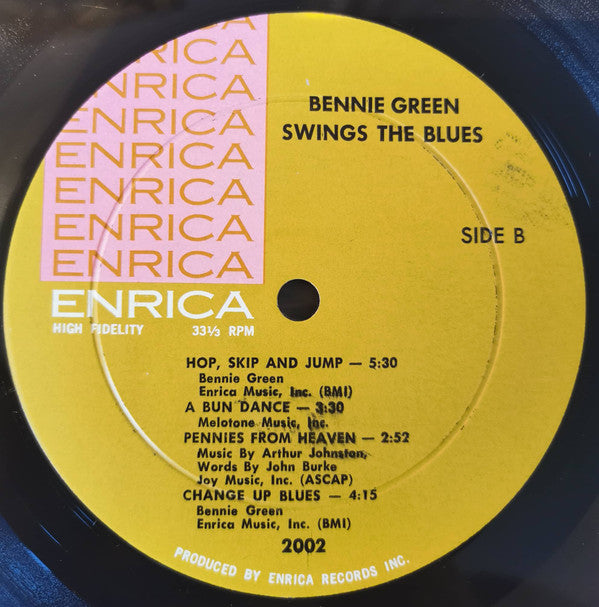 ENRICA
ENRICA
ENRICA
ENRICA
ENRICA
ENRICA
ENRICA
ENRICA
ENRICA
HIGH FIDELITY 33⅓ RPM
BENNIE GREEN
SWINGS THE BLUES
SIDE B
HOP, SKIP AND JUMP — 5:30
Bennie Green
Enrica Music, Inc. (BMI)
A BUN DANCE — 3:30
Melotone Music, Inc.
PENNIES FROM HEAVEN — 2:52
Music By Arthur Johnston,
Words By John Burke
Joy Music, Inc. (ASCAP)
CHANGE UP BLUES — 4:15
Bennie Green
Enrica Music, Inc. (BMI)
2002
PRODUCED BY ENRICA RECORDS INC.